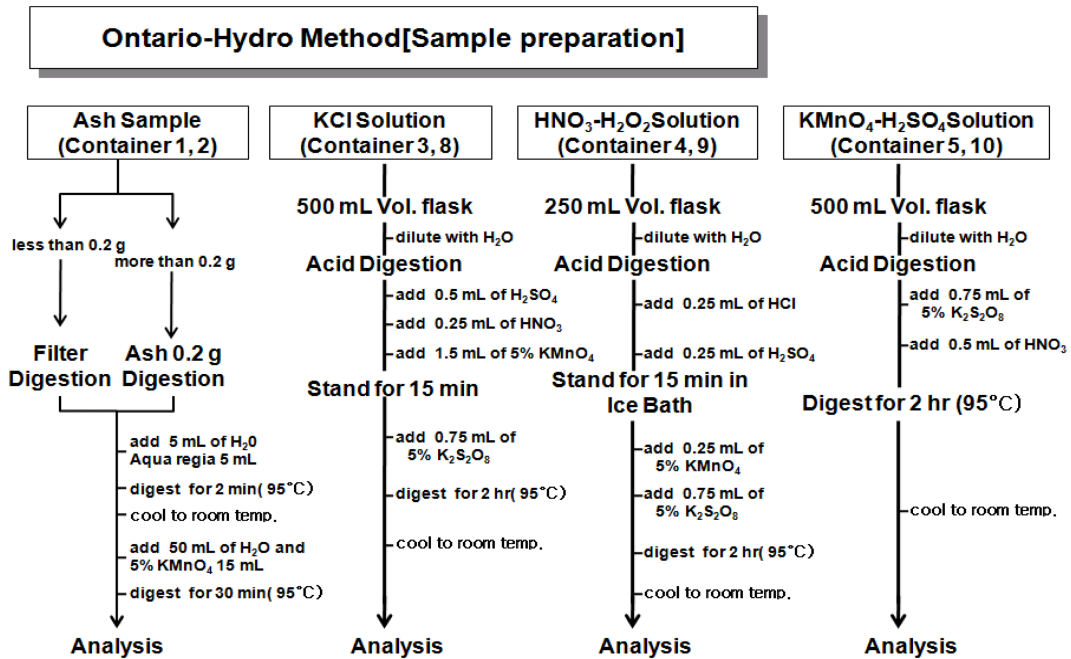 Ontario-Hydro Method[Sample preparation]
Ash Sample
(Container 1, 2)
less than 0.2 g
more than 0.2 g
Filter
Digestion
Ash 0.2 g
Digestion
add 5 mL of H₂0
Aqua regia 5 mL
digest for 2 min( 95°C)
cool to room temp.
add 50 mL of H₂O and
5% KMnO₄ 15 mL
digest for 30 min( 95°C)
Analysis
KCl Solution
(Container 3, 8)
500 mL Vol. flask
dilute with H₂O
Acid Digestion
add 0.5 mL of H₂SO₄
add 0.25 mL of HNO₃
add 1.5 mL of 5% KMnO₄
Stand for 15 min
add 0.75 mL of
5% K₂S₂O₈
digest for 2 hr( 95°C)
cool to room temp.
Analysis
HNO₃-H₂O₂Solution
(Container 4, 9)
250 mL Vol. flask
dilute with H₂O
Acid Digestion
add 0.25 mL of HCl
add 0.25 mL of H₂SO₄
Stand for 15 min in
Ice Bath
add 0.25 mL of
5% KMnO₄
add 0.75 mL of
5% K₂S₂O₈
digest for 2 hr( 95°C)
cool to room temp.
Analysis
KMnO₄-H₂SO₄Solution
(Container 5, 10)
500 mL Vol. flask
dilute with H₂O
Acid Digestion
add 0.75 mL of
5% K₂S₂O₈
add 0.5 mL of HNO₃
Digest for 2 hr (95°C)
cool to room temp.
Analysis